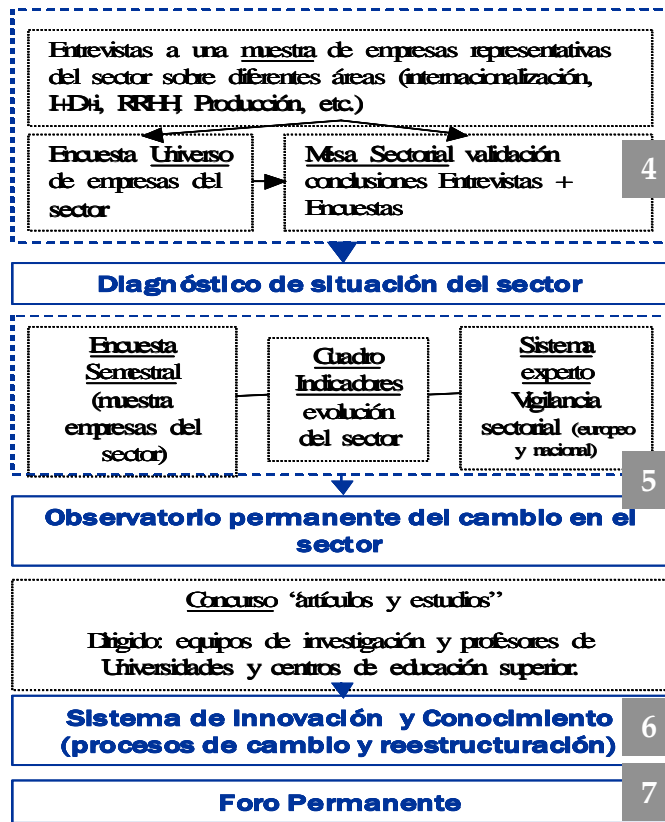 Entrevistas a una muestra de empresas representativas
del sector sobre diferentes áreas (internacionalización,
I+D+i, RRHH, Producción, etc.)
Encuesta Universo
de empresas del
sector
Mesa Sectorial validación
conclusiones Entrevistas +
Encuestas
4
Diagnóstico de situación del sector
Encuesta
Semestral
(muestra
empresas del
sector)
Cuadro
Indicadores
evolución
del sector
Sistema
experto
Vigilancia
sectorial (europeo
y nacional)
5
Observatorio permanente del cambio en el
sector
Concurso “artículos y estudios”
Dirigido: equipos de investigación y profesores de
Universidades y centros de educación superior.
Sistema de Innovación y Conocimiento
(procesos de cambio y reestructuración)
6
7
Foro Permanente